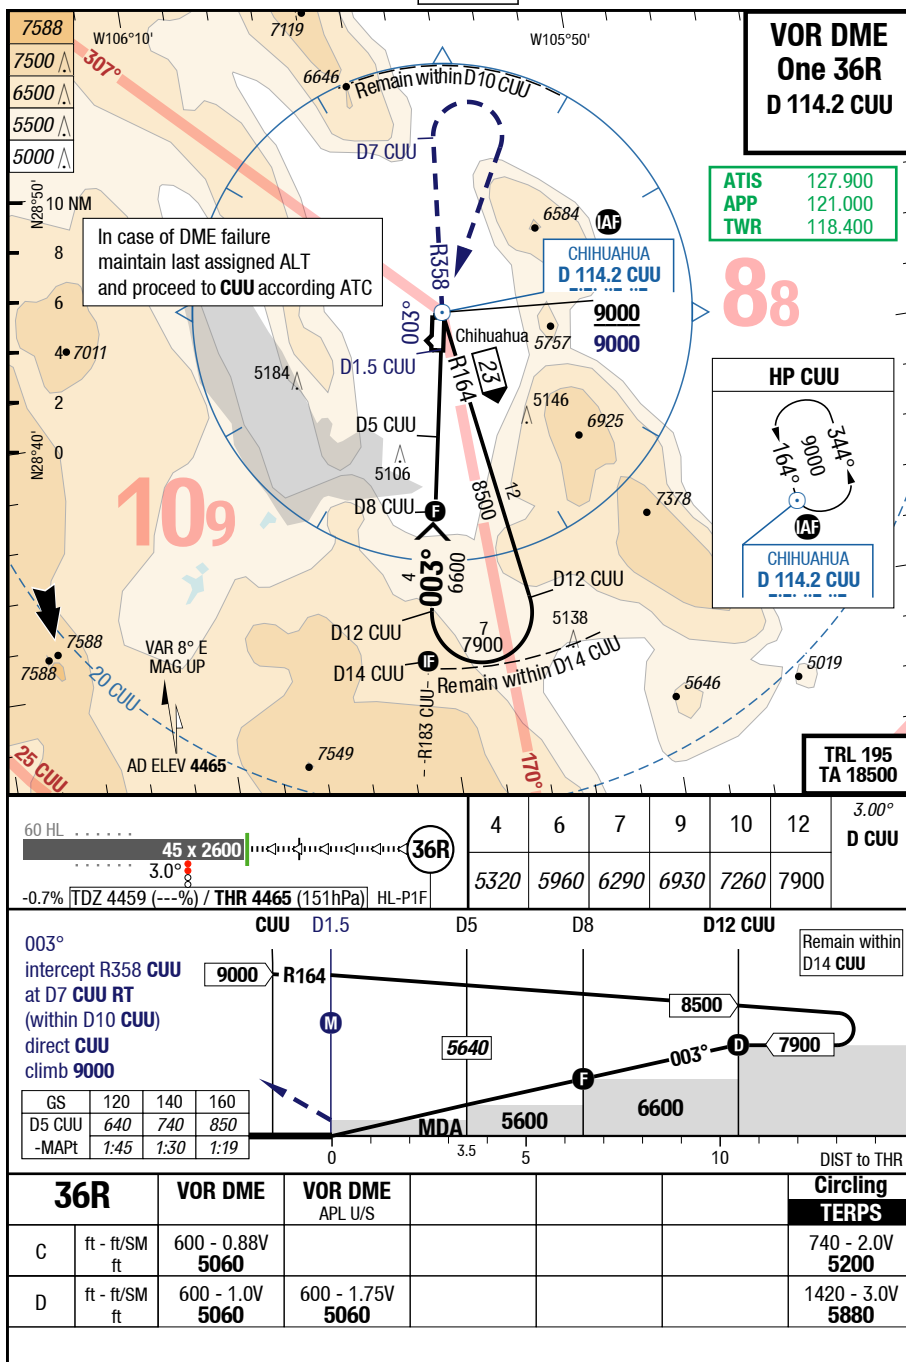 7588
7500
6500
5500
5000
W106°10'
7119
W105°50'
VOR DME
One 36R
D 114.2 CUU
307°
6646
Remain within D10 CUU
D7 CUU
N28°50'
10 NM
8
6
4
2
0
N28°40'
ATIS 127.900
APP 121.000
TWR 118.400
In case of DME failure
maintain last assigned ALT
and proceed to CUU according ATC
R358
6584
IAF
CHIHUAHUA
D 114.2 CUU
88
9000
9000
003°
Chihuahua
5757
7011
D1.5 CUU
R164
23
5184
5146
6925
D5 CUU
5106
HP CUU
164°
9000
344°
IAF
CHIHUAHUA
D 114.2 CUU
109
D8 CUU
F
8500
12
7378
4
003°
6600
D12 CUU
D12 CUU
7
7900
5138
7588
7588
VAR 8° E
MAG UP
D14 CUU
IF
Remain within D14 CUU
5019
5646
20 CUU
R183 CUU
25 CUU
AD ELEV 4465
7549
170°
TRL 195
TA 18500
60 HL
45 x 2600
36R
3.0°
-0.7%
TDZ 4459 (---%) / THR 4465 (151hPa)
HL-P1F
4 6 7 9 10 12 3.00°
D CUU
5320 5960 6290 6930 7260 7900
CUU D1.5 D5 D8 D12 CUU
003°
intercept R358 CUU
at D7 CUU RT
(within D10 CUU)
direct CUU
climb 9000
9000
R164
Remain within
D14 CUU
8500
M
5640
003°
D
7900
F
MDA
5600
6600
GS 120 140 160
D5 CUU 640 740 850
-MAPt 1:45 1:30 1:19
0 3.5 5 10 DIST to THR
36R VOR DME VOR DME Circling
APL U/S TERPS
C ft - ft/SM 600 - 0.88V 740 - 2.0V
ft 5060 5200
D ft - ft/SM 600 - 1.0V 600 - 1.75V 1420 - 3.0V
ft 5060 5060 5880